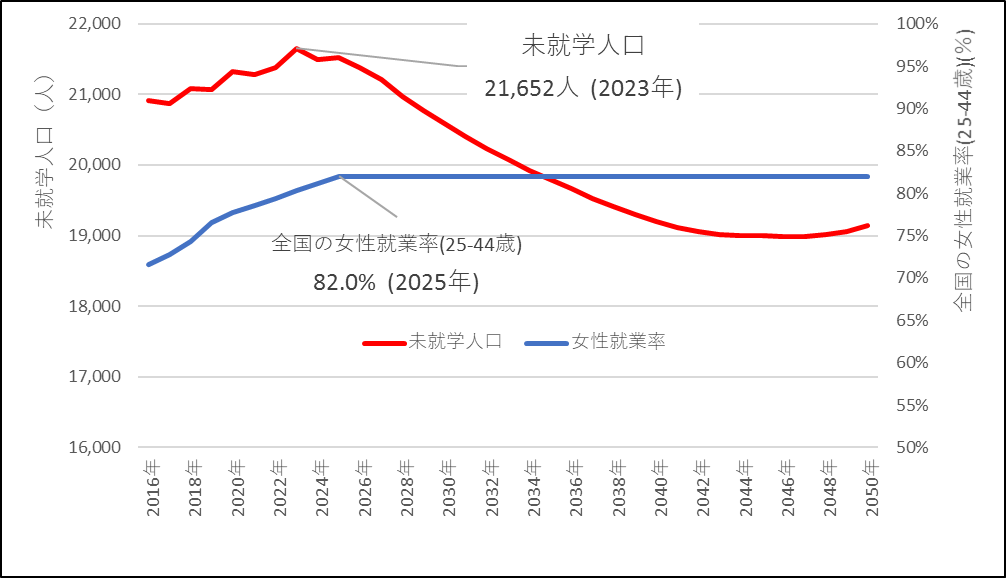 未就学人口（人）
22,000
21,000
20,000
19,000
18,000
17,000
16,000
未就学人口
21,652人 (2023年)
全国の女性就業率(25-44歳)
82.0% (2025年)
未就学人口
女性就業率
100%
95%
90%
85%
80%
75%
70%
65%
60%
55%
50%
全国の女性就業率(25-44歳)(%)
2016年
2018年
2020年
2022年
2024年
2026年
2028年
2030年
2032年
2034年
2036年
2038年
2040年
2042年
2044年
2046年
2048年
2050年